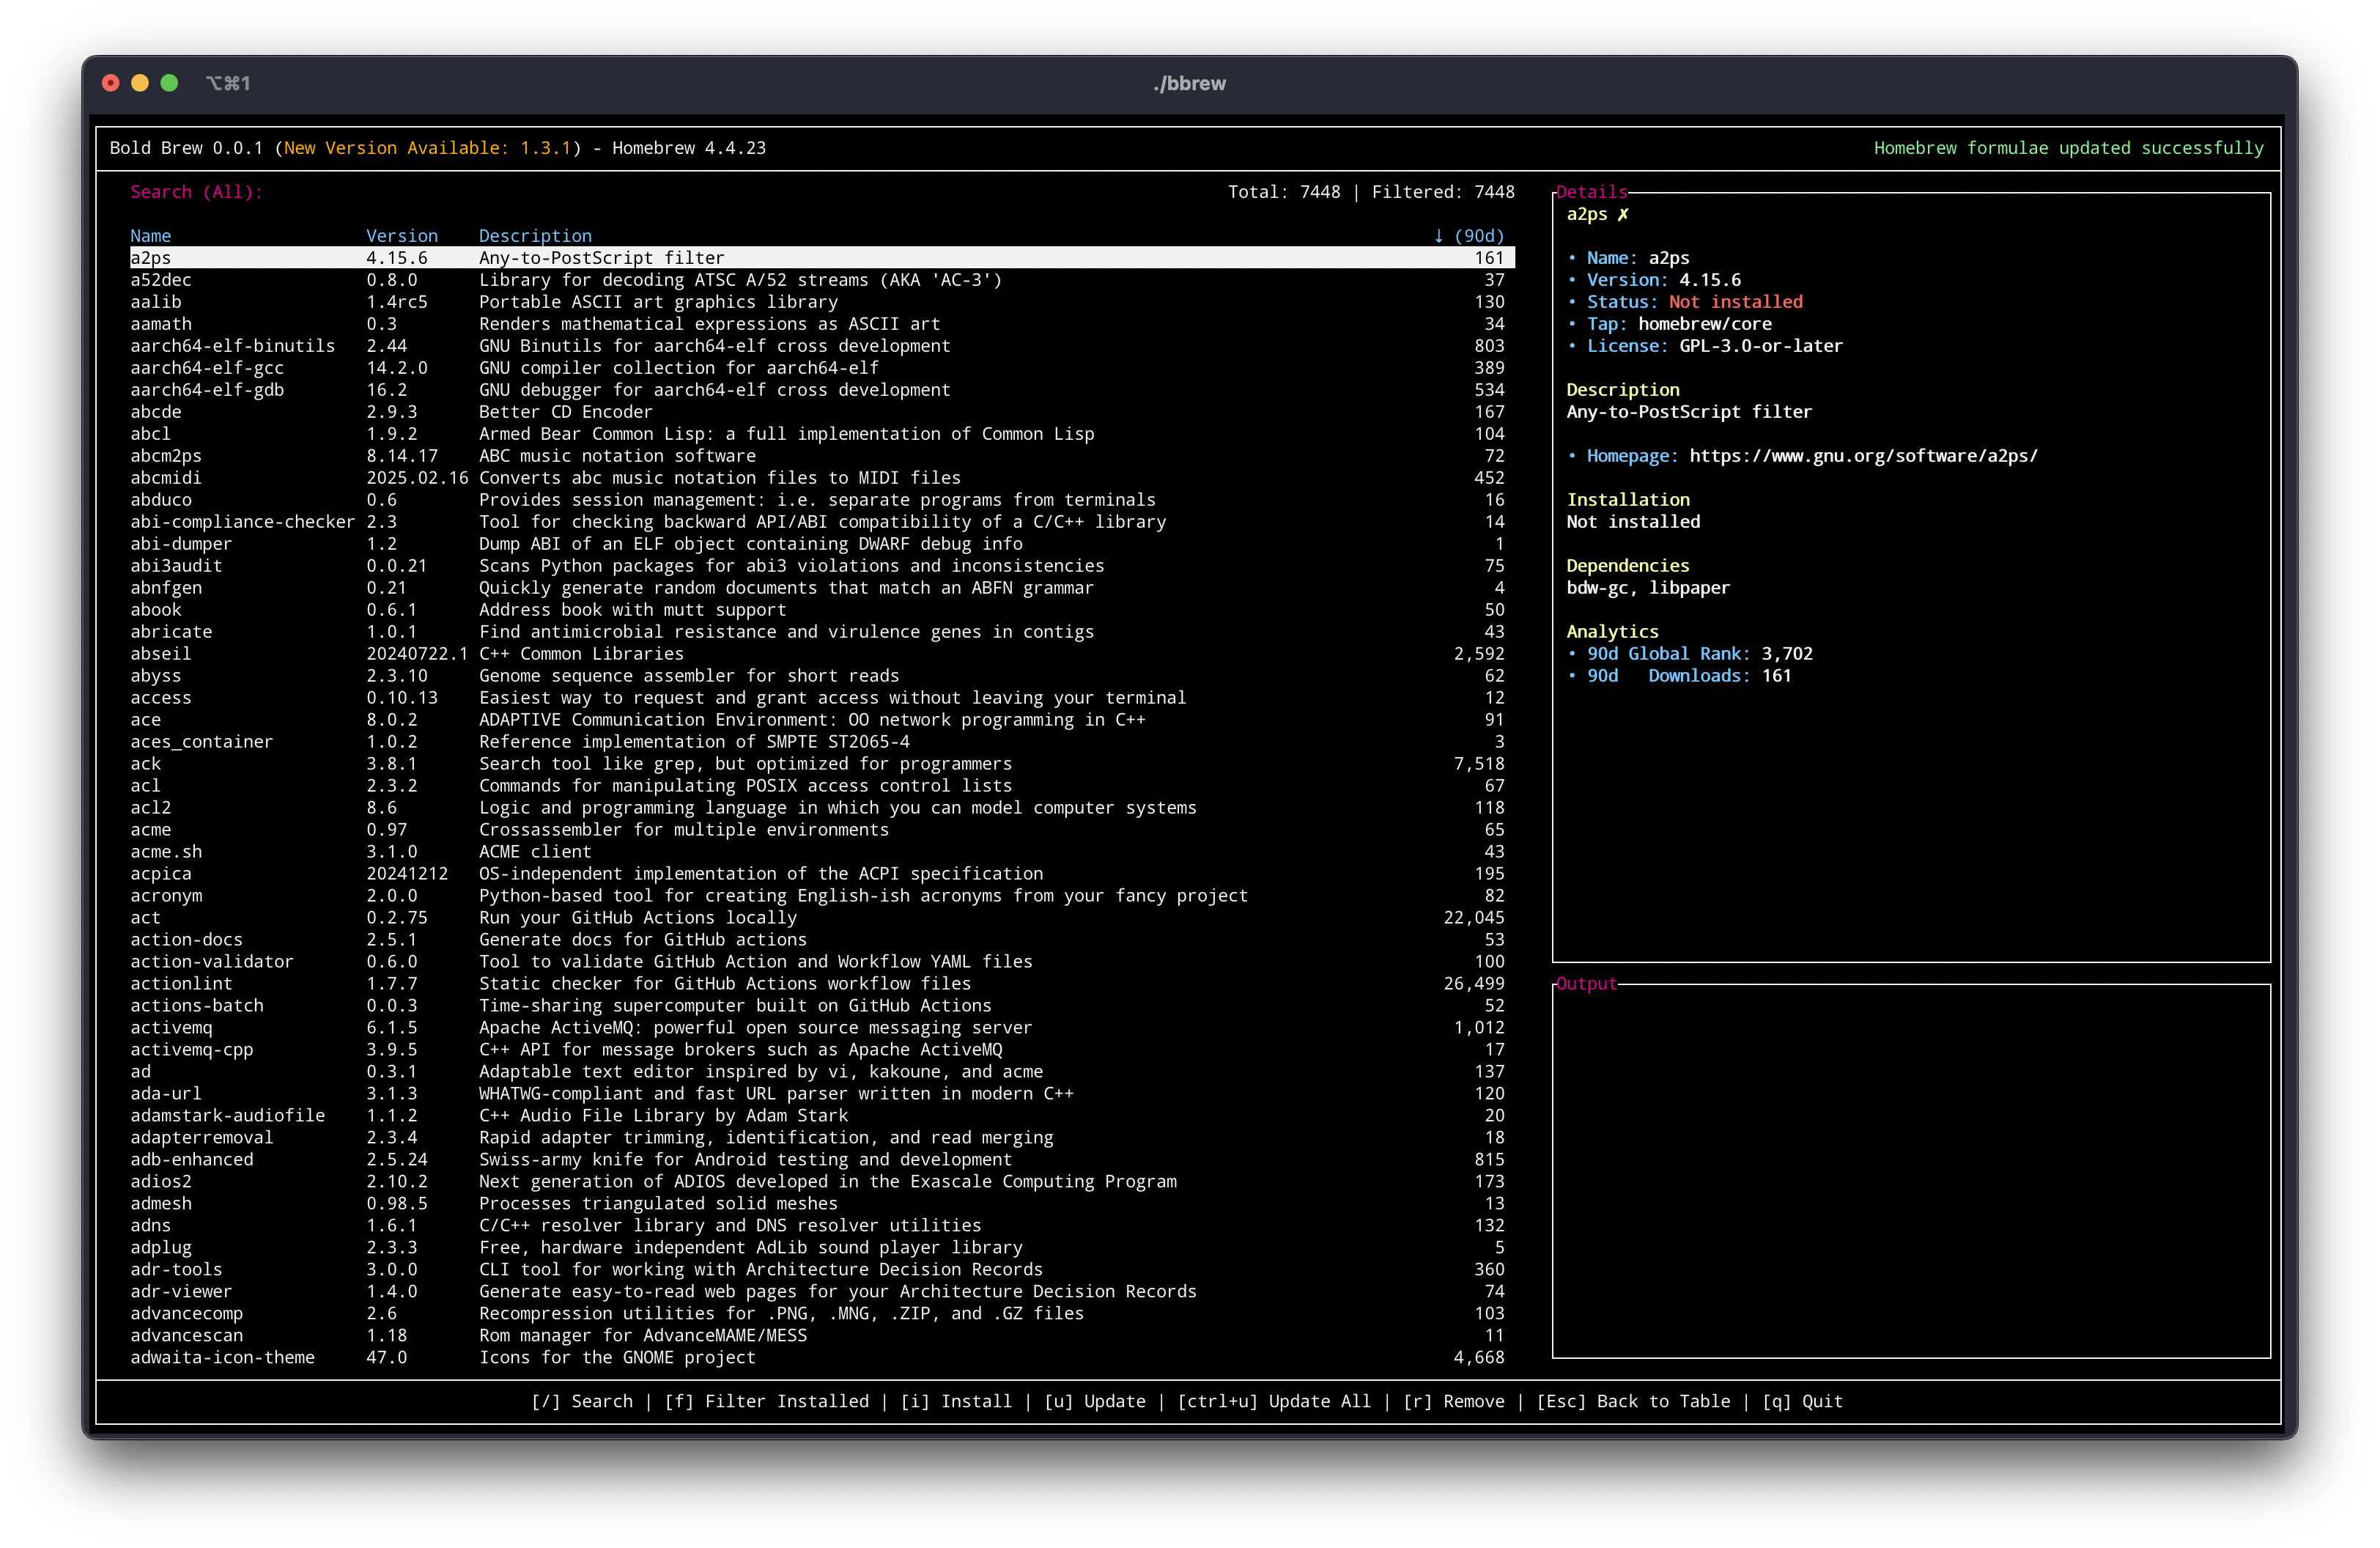 ⌥⌘1 ./bbrew
Bold Brew 0.0.1 (New Version Available: 1.3.1) - Homebrew 4.4.23 Homebrew formulae updated successfully
Search (All): Total: 7448 | Filtered: 7448
Name Version Description ↓ (90d)
a2ps 4.15.6 Any-to-PostScript filter 161
a52dec 0.8.0 Library for decoding ATSC A/52 streams (AKA 'AC-3') 37
aalib 1.4rc5 Portable ASCII art graphics library 130
aamath 0.3 Renders mathematical expressions as ASCII art 34
aarch64-elf-binutils 2.44 GNU Binutils for aarch64-elf cross development 803
aarch64-elf-gcc 14.2.0 GNU compiler collection for aarch64-elf 389
aarch64-elf-gdb 16.2 GNU debugger for aarch64-elf cross development 534
abcde 2.9.3 Better CD Encoder 167
abcl 1.9.2 Armed Bear Common Lisp: a full implementation of Common Lisp 104
abcm2ps 8.14.17 ABC music notation software 72
abcmidi 2025.02.16 Converts abc music notation files to MIDI files 452
abduco 0.6 Provides session management: i.e. separate programs from terminals 16
abi-compliance-checker 2.3 Tool for checking backward API/ABI compatibility of a C/C++ library 14
abi-dumper 1.2 Dump ABI of an ELF object containing DWARF debug info 1
abi3audit 0.0.21 Scans Python packages for abi3 violations and inconsistencies 75
abnfgen 0.21 Quickly generate random documents that match an ABFN grammar 4
abook 0.6.1 Address book with mutt support 50
abricate 1.0.1 Find antimicrobial resistance and virulence genes in contigs 43
abseil 20240722.1 C++ Common Libraries 2,592
abyss 2.3.10 Genome sequence assembler for short reads 62
access 0.10.13 Easiest way to request and grant access without leaving your terminal 12
ace 8.0.2 ADAPTIVE Communication Environment: OO network programming in C++ 91
aces_container 1.0.2 Reference implementation of SMPTE ST2065-4 3
ack 3.8.1 Search tool like grep, but optimized for programmers 7,518
acl 2.3.2 Commands for manipulating POSIX access control lists 67
acl2 8.6 Logic and programming language in which you can model computer systems 118
acme 0.97 Crossassembler for multiple environments 65
acme.sh 3.1.0 ACME client 43
acpica 20241212 OS-independent implementation of the ACPI specification 195
acronym 2.0.0 Python-based tool for creating English-ish acronyms from your fancy project 82
act 0.2.75 Run your GitHub Actions locally 22,045
action-docs 2.5.1 Generate docs for GitHub actions 53
action-validator 0.6.0 Tool to validate GitHub Action and Workflow YAML files 100
actionlint 1.7.7 Static checker for GitHub Actions workflow files 26,499
actions-batch 0.0.3 Time-sharing supercomputer built on GitHub Actions 52
activemq 6.1.5 Apache ActiveMQ: powerful open source messaging server 1,012
activemq-cpp 3.9.5 C++ API for message brokers such as Apache ActiveMQ 17
ad 0.3.1 Adaptable text editor inspired by vi, kakoune, and acme 137
ada-url 3.1.3 WHATWG-compliant and fast URL parser written in modern C++ 120
adamstark-audiofile 1.1.2 C++ Audio File Library by Adam Stark 20
adapterremoval 2.3.4 Rapid adapter trimming, identification, and read merging 18
adb-enhanced 2.5.24 Swiss-army knife for Android testing and development 815
adios2 2.10.2 Next generation of ADIOS developed in the Exascale Computing Program 173
admesh 0.98.5 Processes triangulated solid meshes 13
adns 1.6.1 C/C++ resolver library and DNS resolver utilities 132
adplug 2.3.3 Free, hardware independent AdLib sound player library 5
adr-tools 3.0.0 CLI tool for working with Architecture Decision Records 360
adr-viewer 1.4.0 Generate easy-to-read web pages for your Architecture Decision Records 74
advancecomp 2.6 Recompression utilities for .PNG, .MNG, .ZIP, and .GZ files 103
advancescan 1.18 Rom manager for AdvanceMAME/MESS 11
adwaita-icon-theme 47.0 Icons for the GNOME project 4,668
Details
a2ps ✗
• Name: a2ps
• Version: 4.15.6
• Status: Not installed
• Tap: homebrew/core
• License: GPL-3.0-or-later
Description
Any-to-PostScript filter
• Homepage: https://www.gnu.org/software/a2ps/
Installation
Not installed
Dependencies
bdw-gc, libpaper
Analytics
• 90d Global Rank: 3,702
• 90d Downloads: 161
Output
[/] Search | [f] Filter Installed | [i] Install | [u] Update | [ctrl+u] Update All | [r] Remove | [Esc] Back to Table | [q] Quit